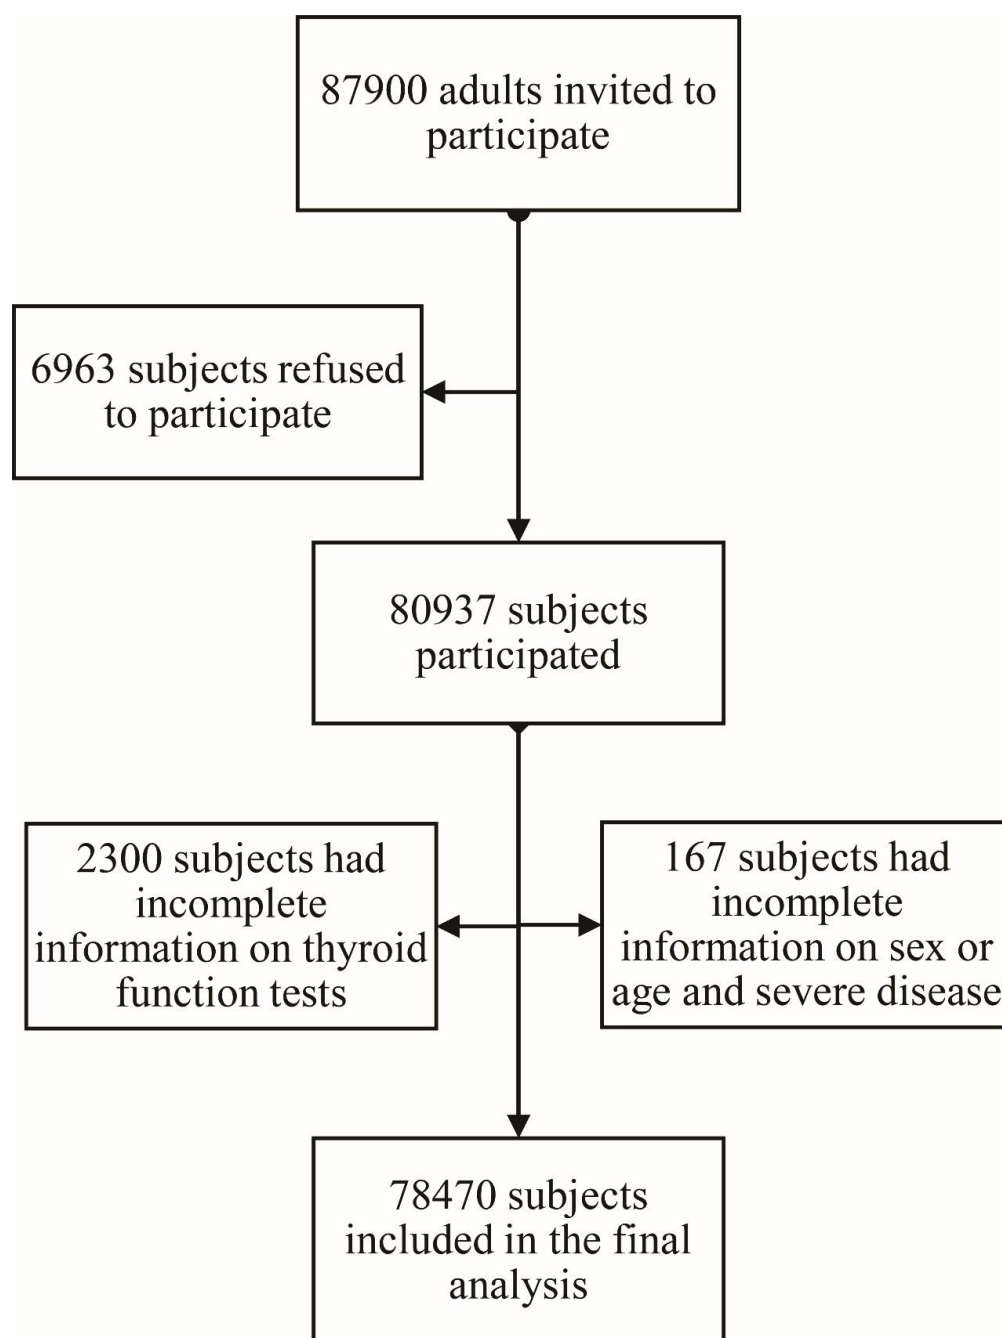 87900 adults invited to
participate
6963 subjects refused
to participate
80937 subjects
participated
2300 subjects had
incomplete
information on thyroid
function tests
167 subjects had
incomplete
information on sex or
age and severe disease
78470 subjects
included in the final
analysis